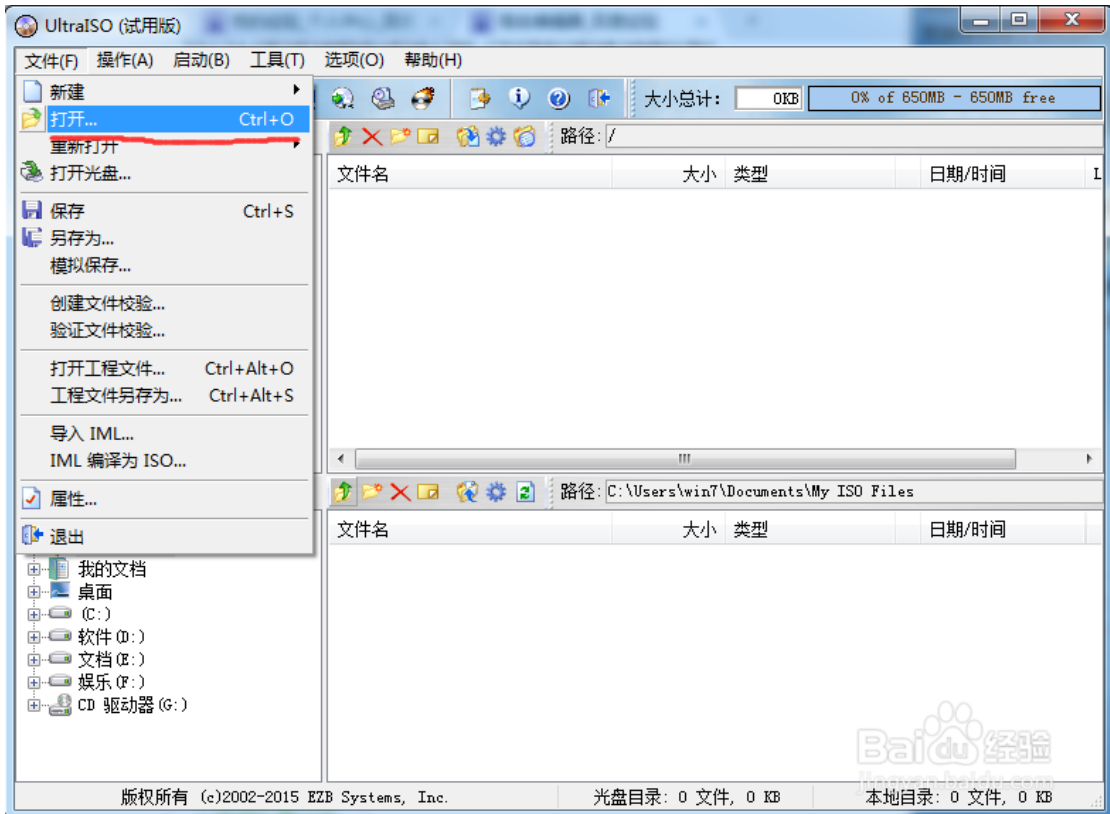 UltraISO (试用版)
文件(F) 操作(A) 启动(B) 工具(T) 选项(O) 帮助(H)
新建
打开... Ctrl+O
重新打开
打开光盘...
保存 Ctrl+S
另存为...
模拟保存...
创建文件校验...
验证文件校验...
打开工程文件... Ctrl+Alt+O
工程文件另存为... Ctrl+Alt+S
导入 IML...
IML 编译为 ISO...
属性...
退出
大小总计: 0KB 0% of 650MB - 650MB free
路径: /
文件名 大小 类型 日期/时间 L
路径: C:\Users\win7\Documents\My ISO Files
文件名 大小 类型 日期/时间
我的文档
桌面
(C:)
软件(D:)
文档(E:)
娱乐(F:)
CD 驱动器(G:)
Baidu 经验
jingyan.baidu.com
版权所有 (c)2002-2015 EZB Systems, Inc. 光盘目录: 0 文件, 0 KB 本地目录: 0 文件, 0 KB